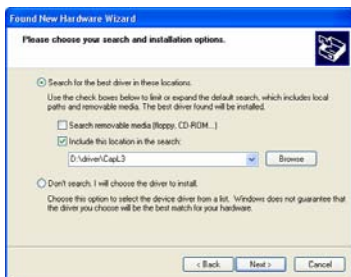 Found New Hardware Wizard
Please choose your search and installation options.
Search for the best driver in these locations.
Use the check boxes below to limit or expand the default search, which includes local
paths and removable media. The best driver found will be installed.
Search removable media (floppy, CD-ROM...)
Include this location in the search:
D:\driver\CapL3
Browse
Don't search. I will choose the driver to install.
Choose this option to select the device driver from a list. Windows does not guarantee that
the driver you choose will be the best match for your hardware.
< Back
Next >
Cancel